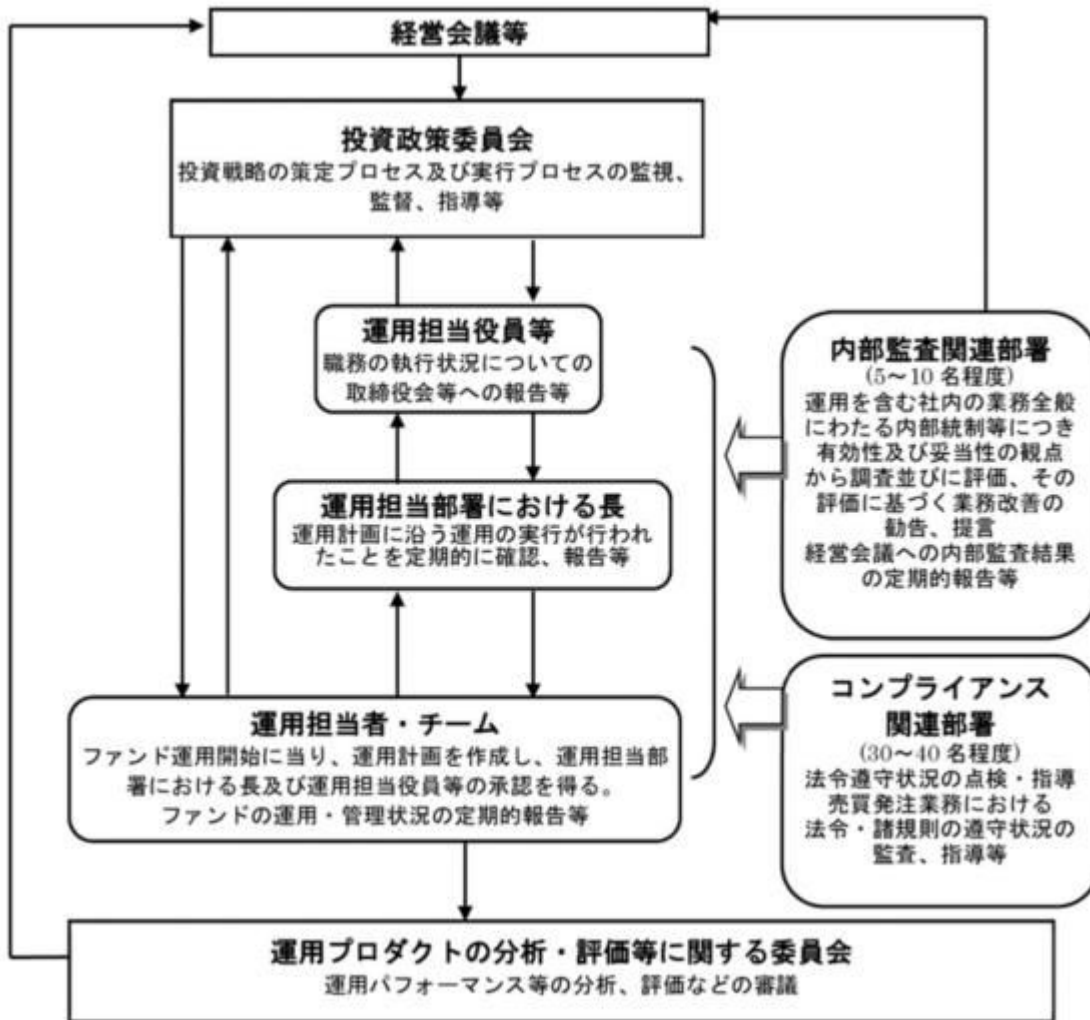 経営会議等
投資政策委員会
投資戦略の策定プロセス及び実行プロセスの監視、
監督、指導等
運用担当役員等
職務の執行状況についての
取締役会等への報告等
運用担当部署における長
運用計画に沿う運用の実行が行われ
たことを定期的に確認、報告等
運用担当者・チーム
ファンド運用開始に当り、運用計画を作成し、運用担当部
署における長及び運用担当役員等の承認を得る。
ファンドの運用・管理状況の定期的報告等
内部監査関連部署
(5～10 名程度)
運用を含む社内の業務全般
にわたる内部統制等につき
有効性及び妥当性の観点
から調査並びに評価、その
評価に基づく業務改善の
勧告、提言
経営会議への内部監査結果
の定期的報告等
コンプライアンス
関連部署
(30～40 名程度)
法令遵守状況の点検・指導
売買発注業務における
法令・諸規則の遵守状況の
監査、指導等
運用プロダクトの分析・評価等に関する委員会
運用パフォーマンス等の分析、評価などの審議